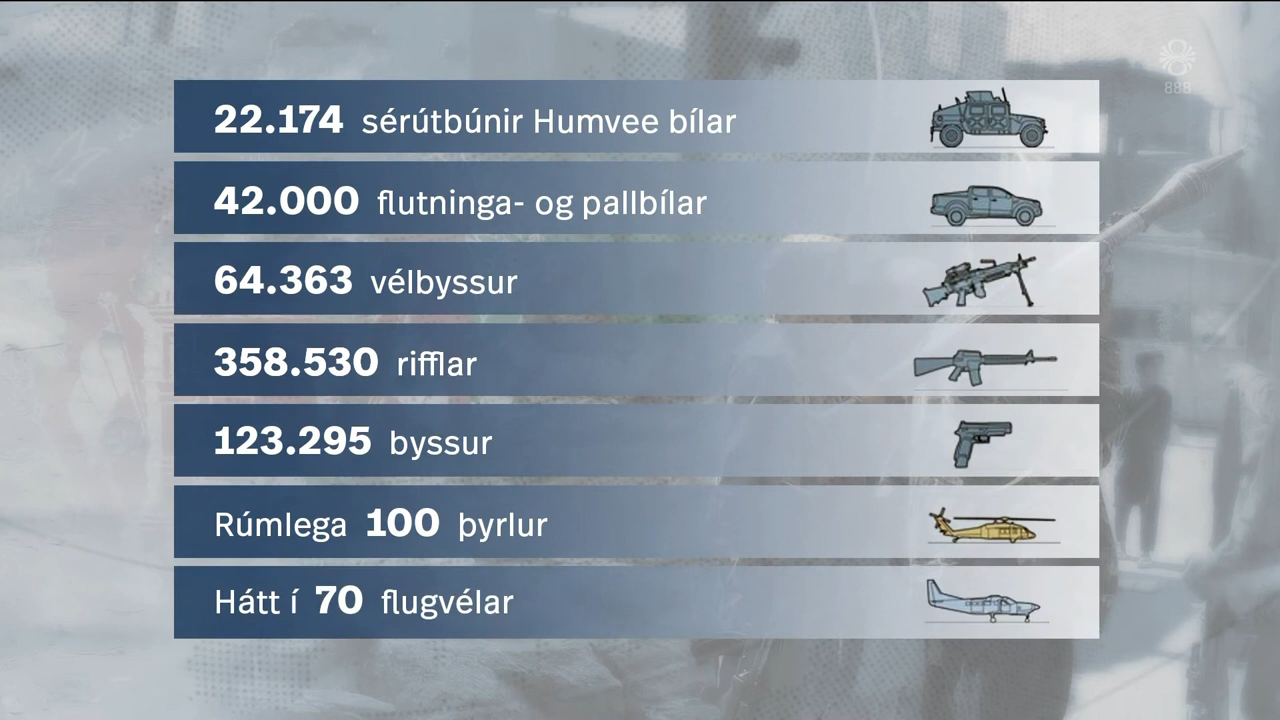 888
22.174 sérútbúnir Humvee bílar
42.000 flutninga- og pallbílar
64.363 vélbyssur
358.530 rifflar
123.295 byssur
Rúmlega 100 þyrlur
Hátt í 70 flugvélar